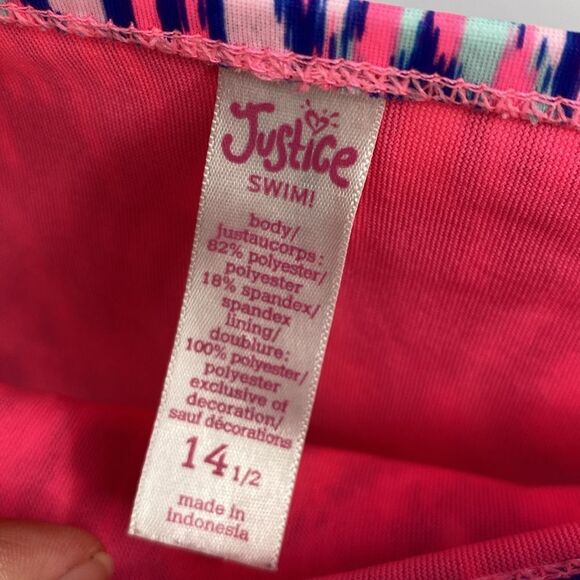 Justice
SWIM!
body/
justaucorps:
82% polyester/
polyester
18% spandex/
spandex
lining/
doublure:
100% polyester/
polyester
exclusive of
decoration/
sauf décorations
14 1/2
made in
indonesia